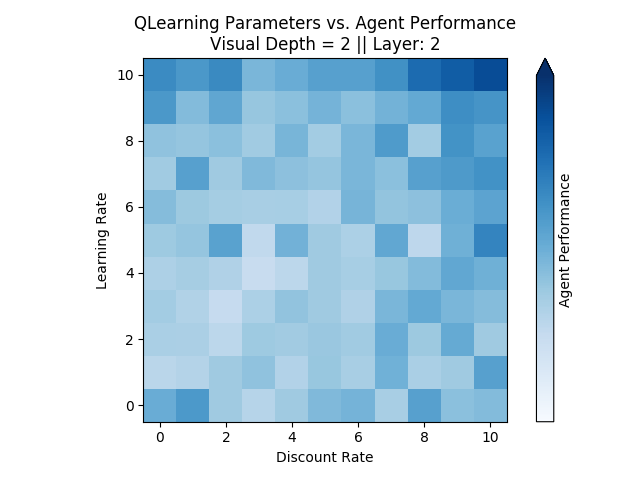 QLearning Parameters vs. Agent Performance
Visual Depth = 2 || Layer: 2
10
8
6
4
2
0
Learning Rate
0 2 4 6 8 10
Discount Rate
Agent Performance